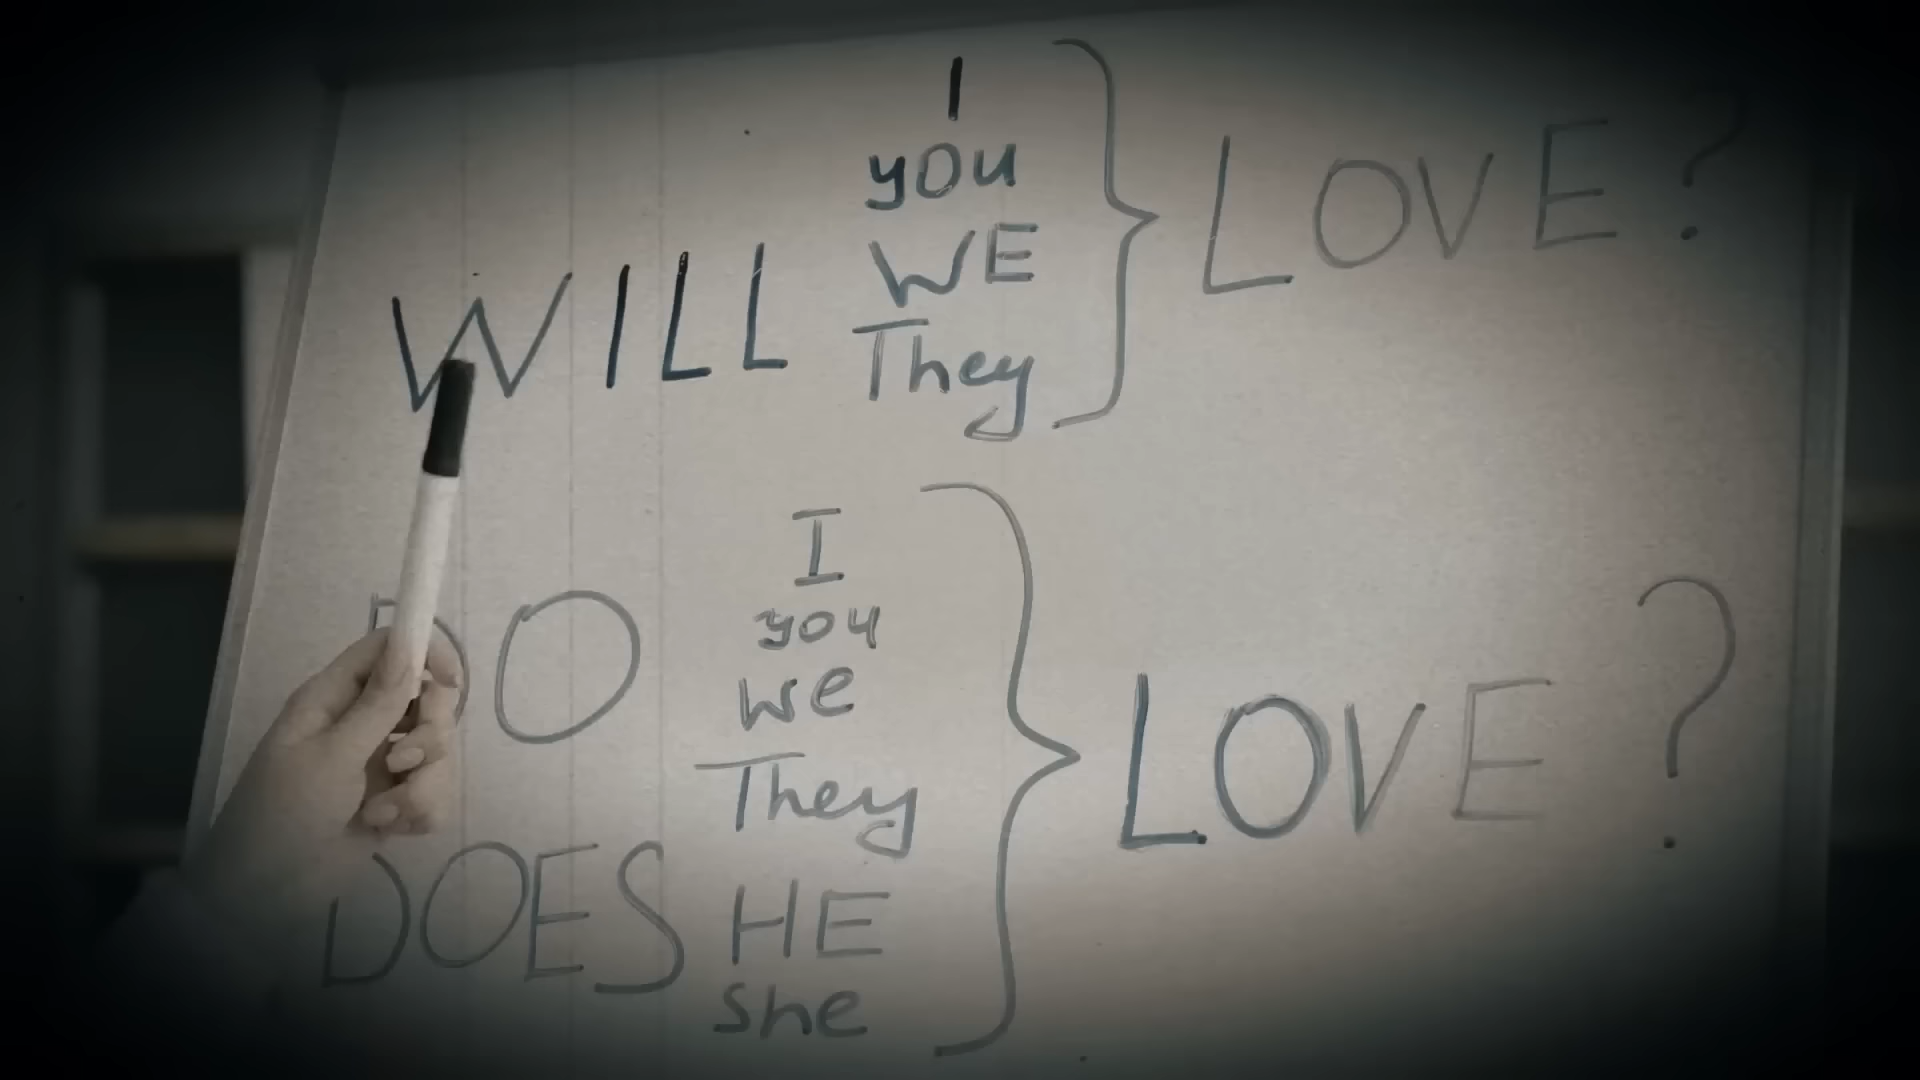 I
you
WE
They
WILL
LOVE?
I
you
we
They
DO
LOVE?
DOES HE
She